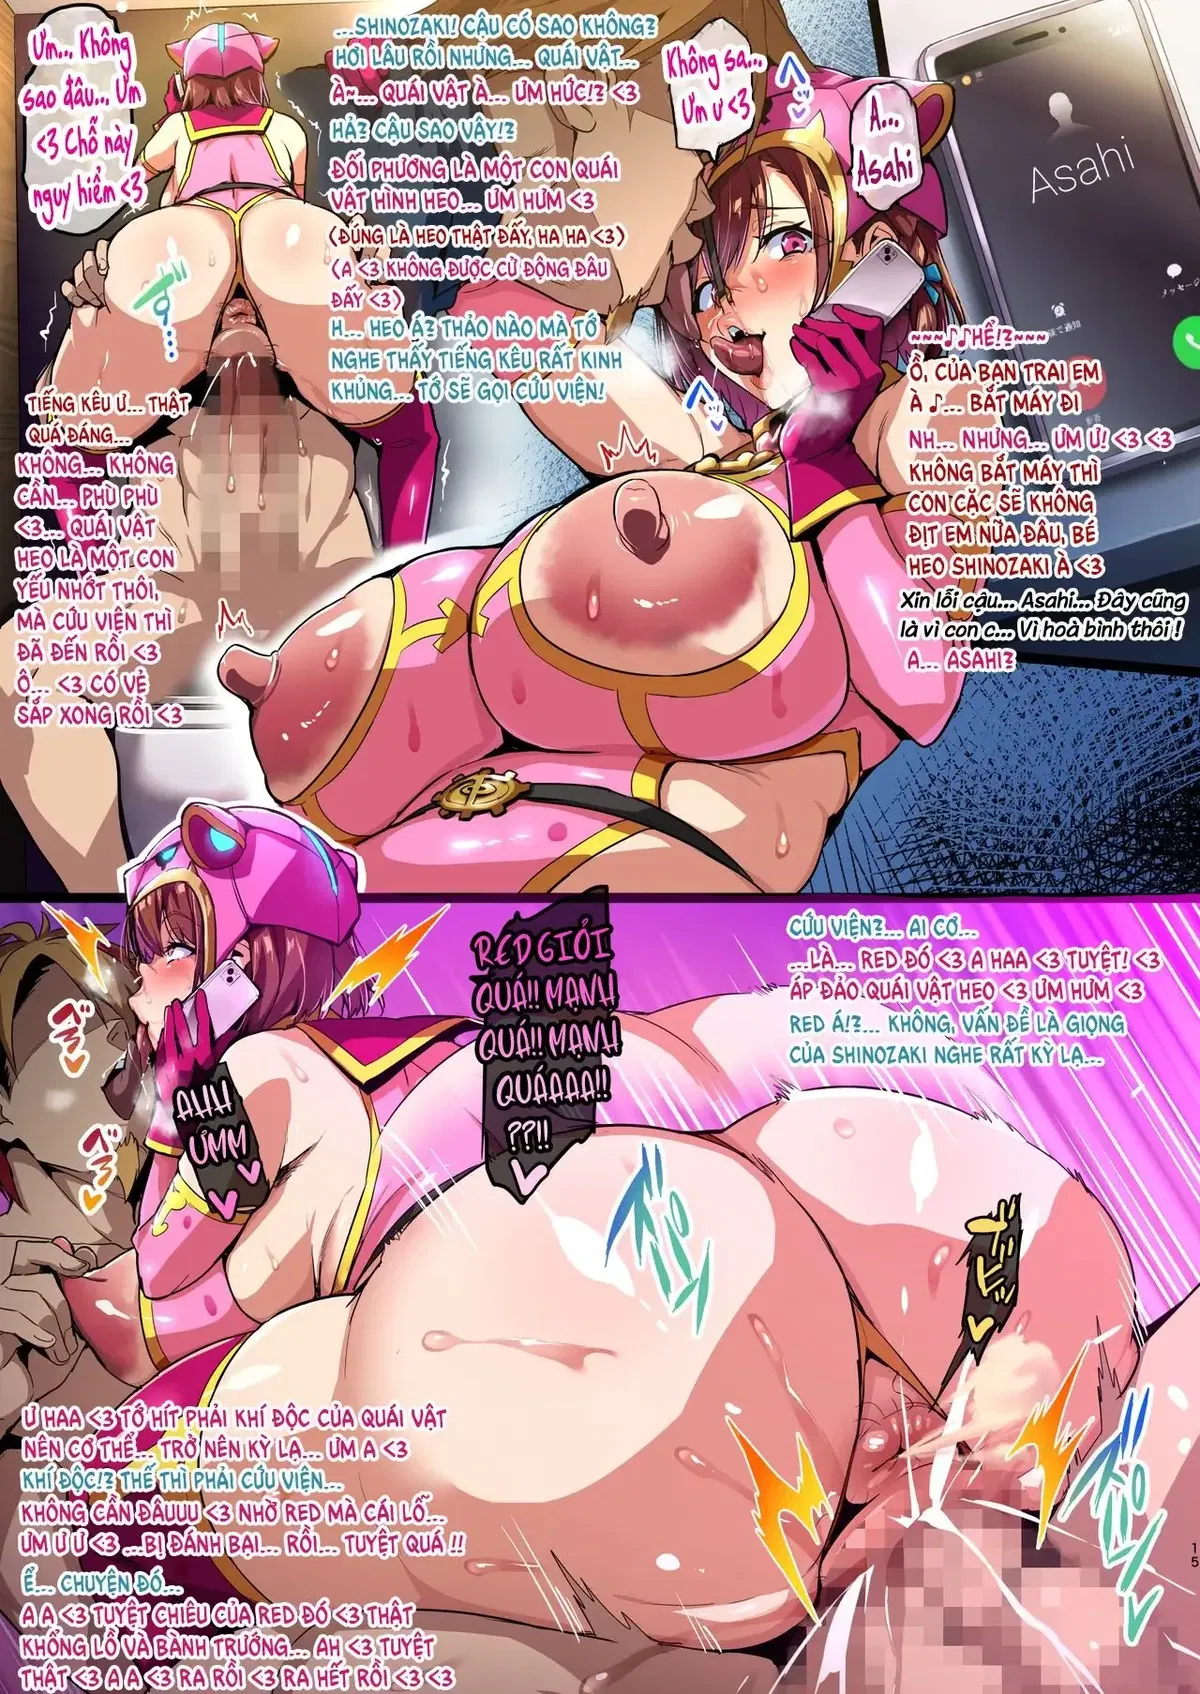 ...SHINOZAKI! CẬU CÓ SAO KHÔNG?
HƠI LÂU RỒI NHƯNG... QUÁI VẬT...
À~... QUÁI VẬT À... ƯM HỨC!? <3
HẢ? CẬU SAO VẬY!?
ĐỐI PHƯƠNG LÀ MỘT CON QUÁI
VẬT HÌNH HEO... ƯM HƯM <3
(ĐÚNG LÀ HEO THẬT ĐẤY, HA HA <3)
(A <3 KHÔNG ĐƯỢC CỬ ĐỘNG ĐÂU
ĐẤY <3)
H... HEO Á? THẢO NÀO MÀ TỚ
NGHE THẤY TIẾNG KÊU RẤT KINH
KHỦNG... TỚ SẼ GỌI CỨU VIỆN!
Ưm... Không
sao đâu... Ưm
<3 Chỗ này
nguy hiểm <3
TIẾNG KÊU Ư... THẬT
QUÁ ĐÁNG...
KHÔNG... KHÔNG
CẦN... PHÙ PHÙ
<3... QUÁI VẬT
HEO LÀ MỘT CON
YẾU NHỚT THÔI,
MÀ CỨU VIỆN THÌ
ĐÃ ĐẾN RỒI <3
Ô... <3 CÓ VẺ
SẮP XONG RỒI <3
Không sa...
Ưm ư <3
A...
Asahi
Asahi
メッセージ
~~~♪♪HỂ!?~~~
Ồ, CỦA BẠN TRAI EM
À ♪... BẮT MÁY ĐI
NH... NHƯNG... ƯM Ư! <3 <3
KHÔNG BẮT MÁY THÌ
CON CẶC SẼ KHÔNG
ĐỊT EM NỮA ĐÂU, BÉ
HEO SHINOZAKI À <3
Xin lỗi cậu... Asahi... Đây cũng
là vì con c... Vì hoà bình thôi !
A... ASAHI?
RED GIỎI
QUÁ!! MẠNH
QUÁ!! MẠNH
QUÁAAA!!
??!!
AHH
ƯMM
CỨU VIỆN?... AI CƠ...
...LÀ... RED ĐÓ <3 A HAA <3 TUYỆT! <3
ÁP ĐẢO QUÁI VẬT HEO <3 ƯM HƯM <3
RED Á!?... KHÔNG, VẤN ĐỀ LÀ GIỌNG
CỦA SHINOZAKI NGHE RẤT KỲ LẠ...
Ư HAA <3 TỚ HÍT PHẢI KHÍ ĐỘC CỦA QUÁI VẬT
NÊN CƠ THỂ... TRỞ NÊN KỲ LẠ... ƯM A <3
KHÍ ĐỘC!? THẾ THÌ PHẢI CỨU VIỆN...
KHÔNG CẦN ĐÂUUU <3 NHỜ RED MÀ CÁI LỖ...
ƯM Ư Ư <3 ...BỊ ĐÁNH BẠI... RỒI... TUYỆT QUÁ !!
Ể... CHUYỆN ĐÓ...
A A <3 TUYỆT CHIÊU CỦA RED ĐÓ <3 THẬT
KHỔNG LỒ VÀ BÀNH TRƯỚNG... AH <3 TUYỆT
THẬT <3 A A <3 RA RỒI <3 RA HẾT RỒI <3 <3
15